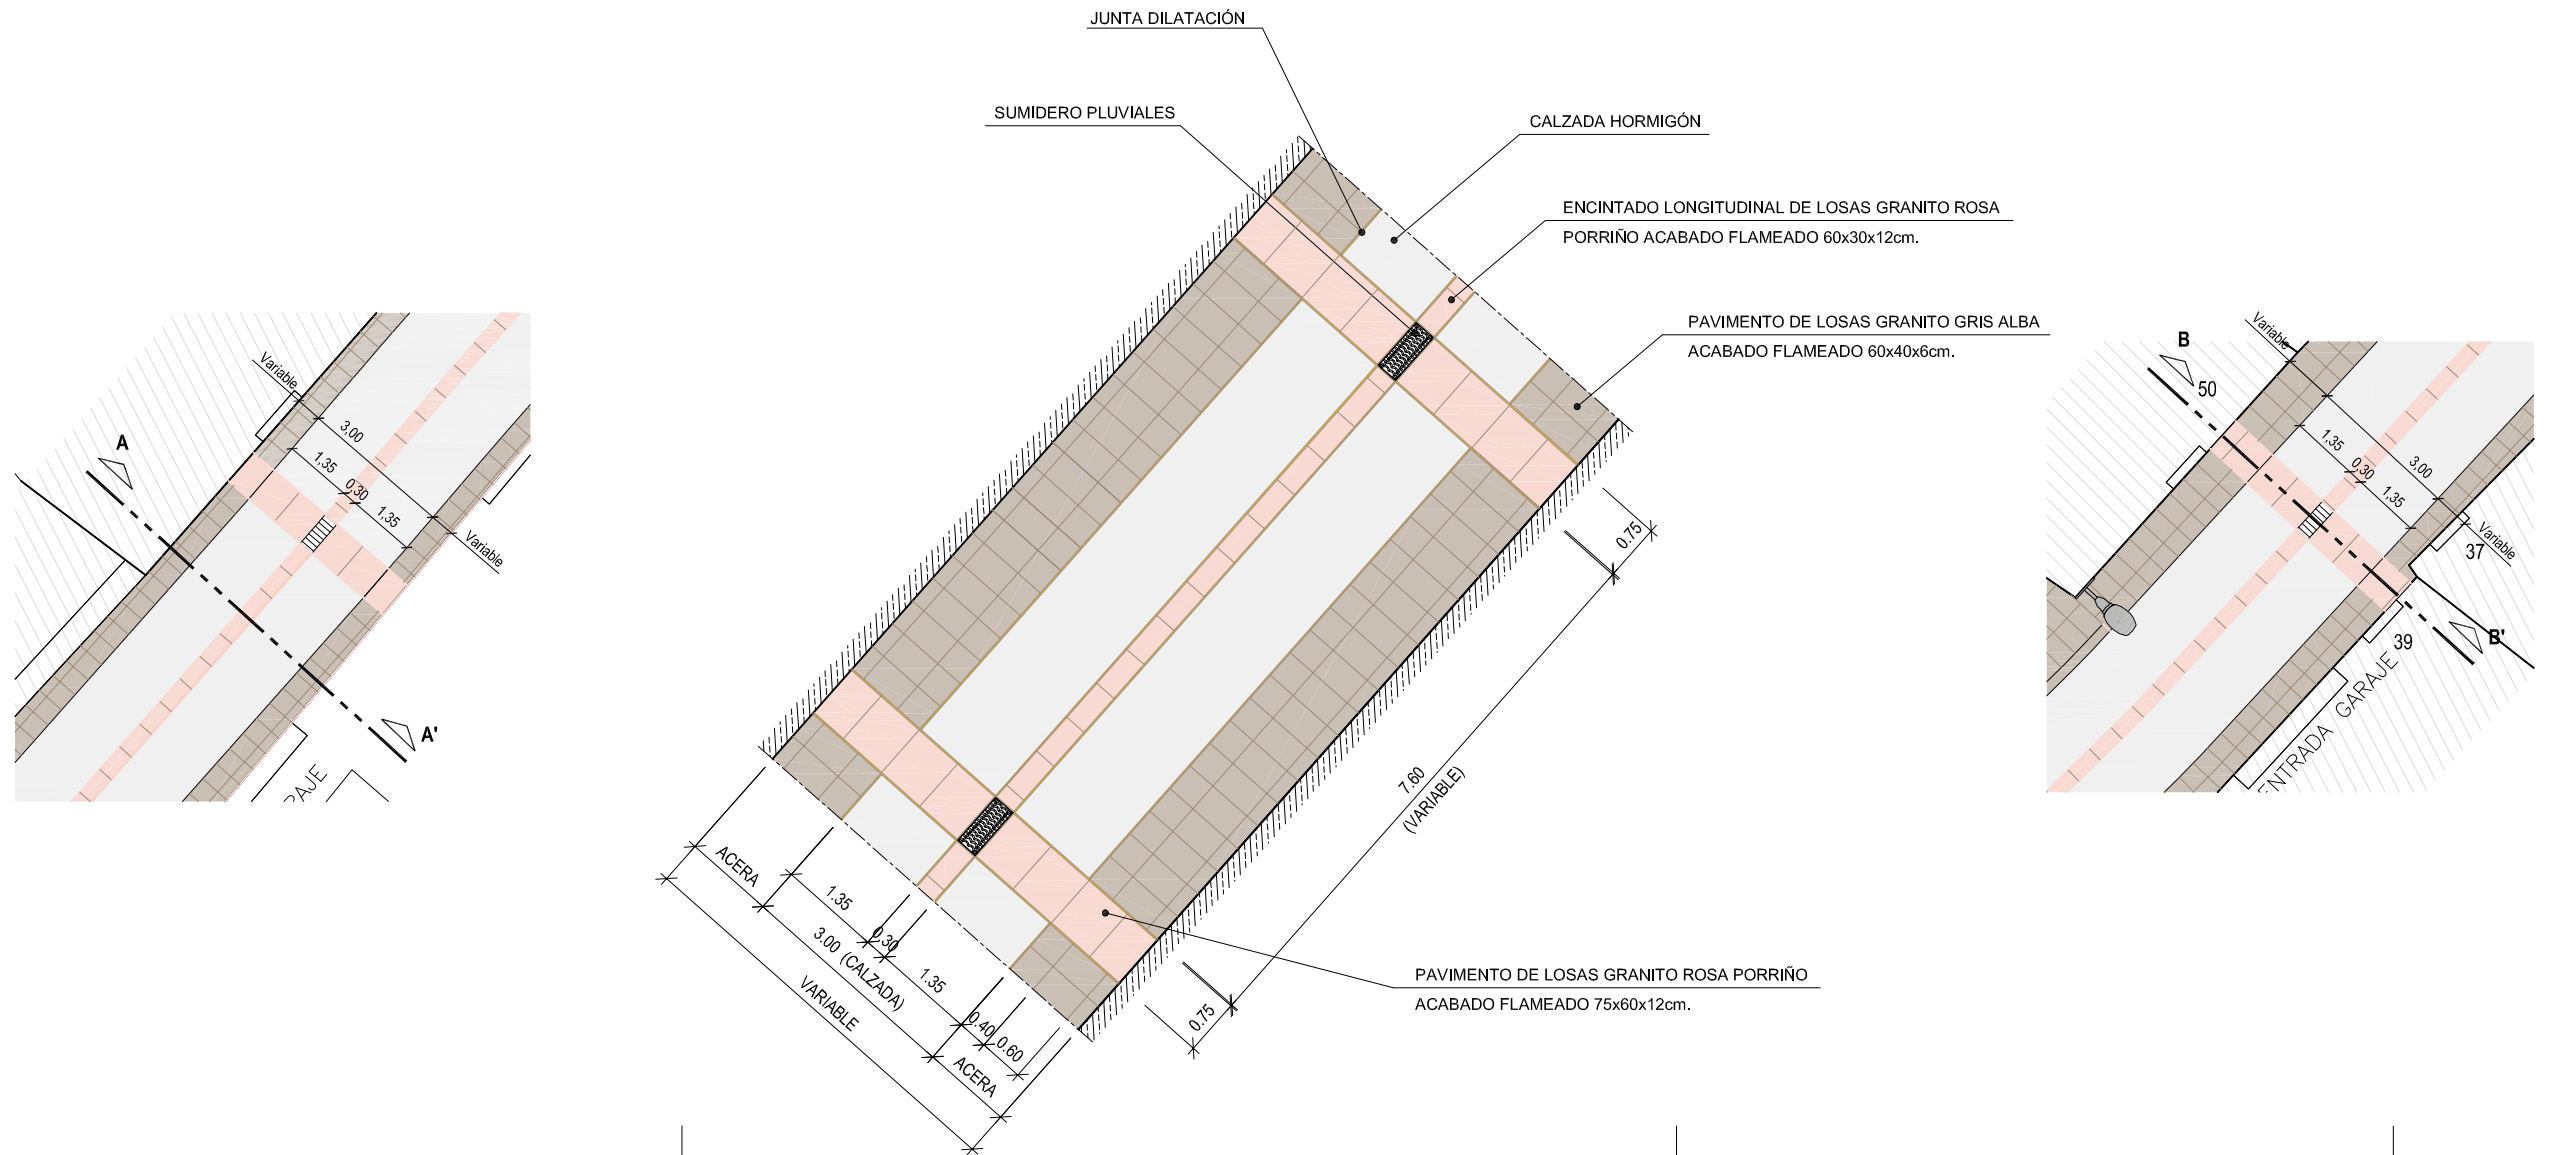 JUNTA DILATACIÓN
SUMIDERO PLUVIALES
CALZADA HORMIGÓN
ENCINTADO LONGITUDINAL DE LOSAS GRANITO ROSA
PORRIÑO ACABADO FLAMEADO 60x30x12cm.
PAVIMENTO DE LOSAS GRANITO GRIS ALBA
ACABADO FLAMEADO 60x40x6cm.
Variable
3,00
1,35
0,30
1,35
Variable
A
A'
PAJE
0.75
7.60
(VARIABLE)
0.75
ACERA
1.35
0,30
3.00 (CALZADA)
1.35
VARIABLE
0.40
0.60
ACERA
PAVIMENTO DE LOSAS GRANITO ROSA PORRIÑO
ACABADO FLAMEADO 75x60x12cm.
Variable
B
50
3,00
1,35
0,30
1,35
Variable
37
39
B'
ENTRADA GARAJE